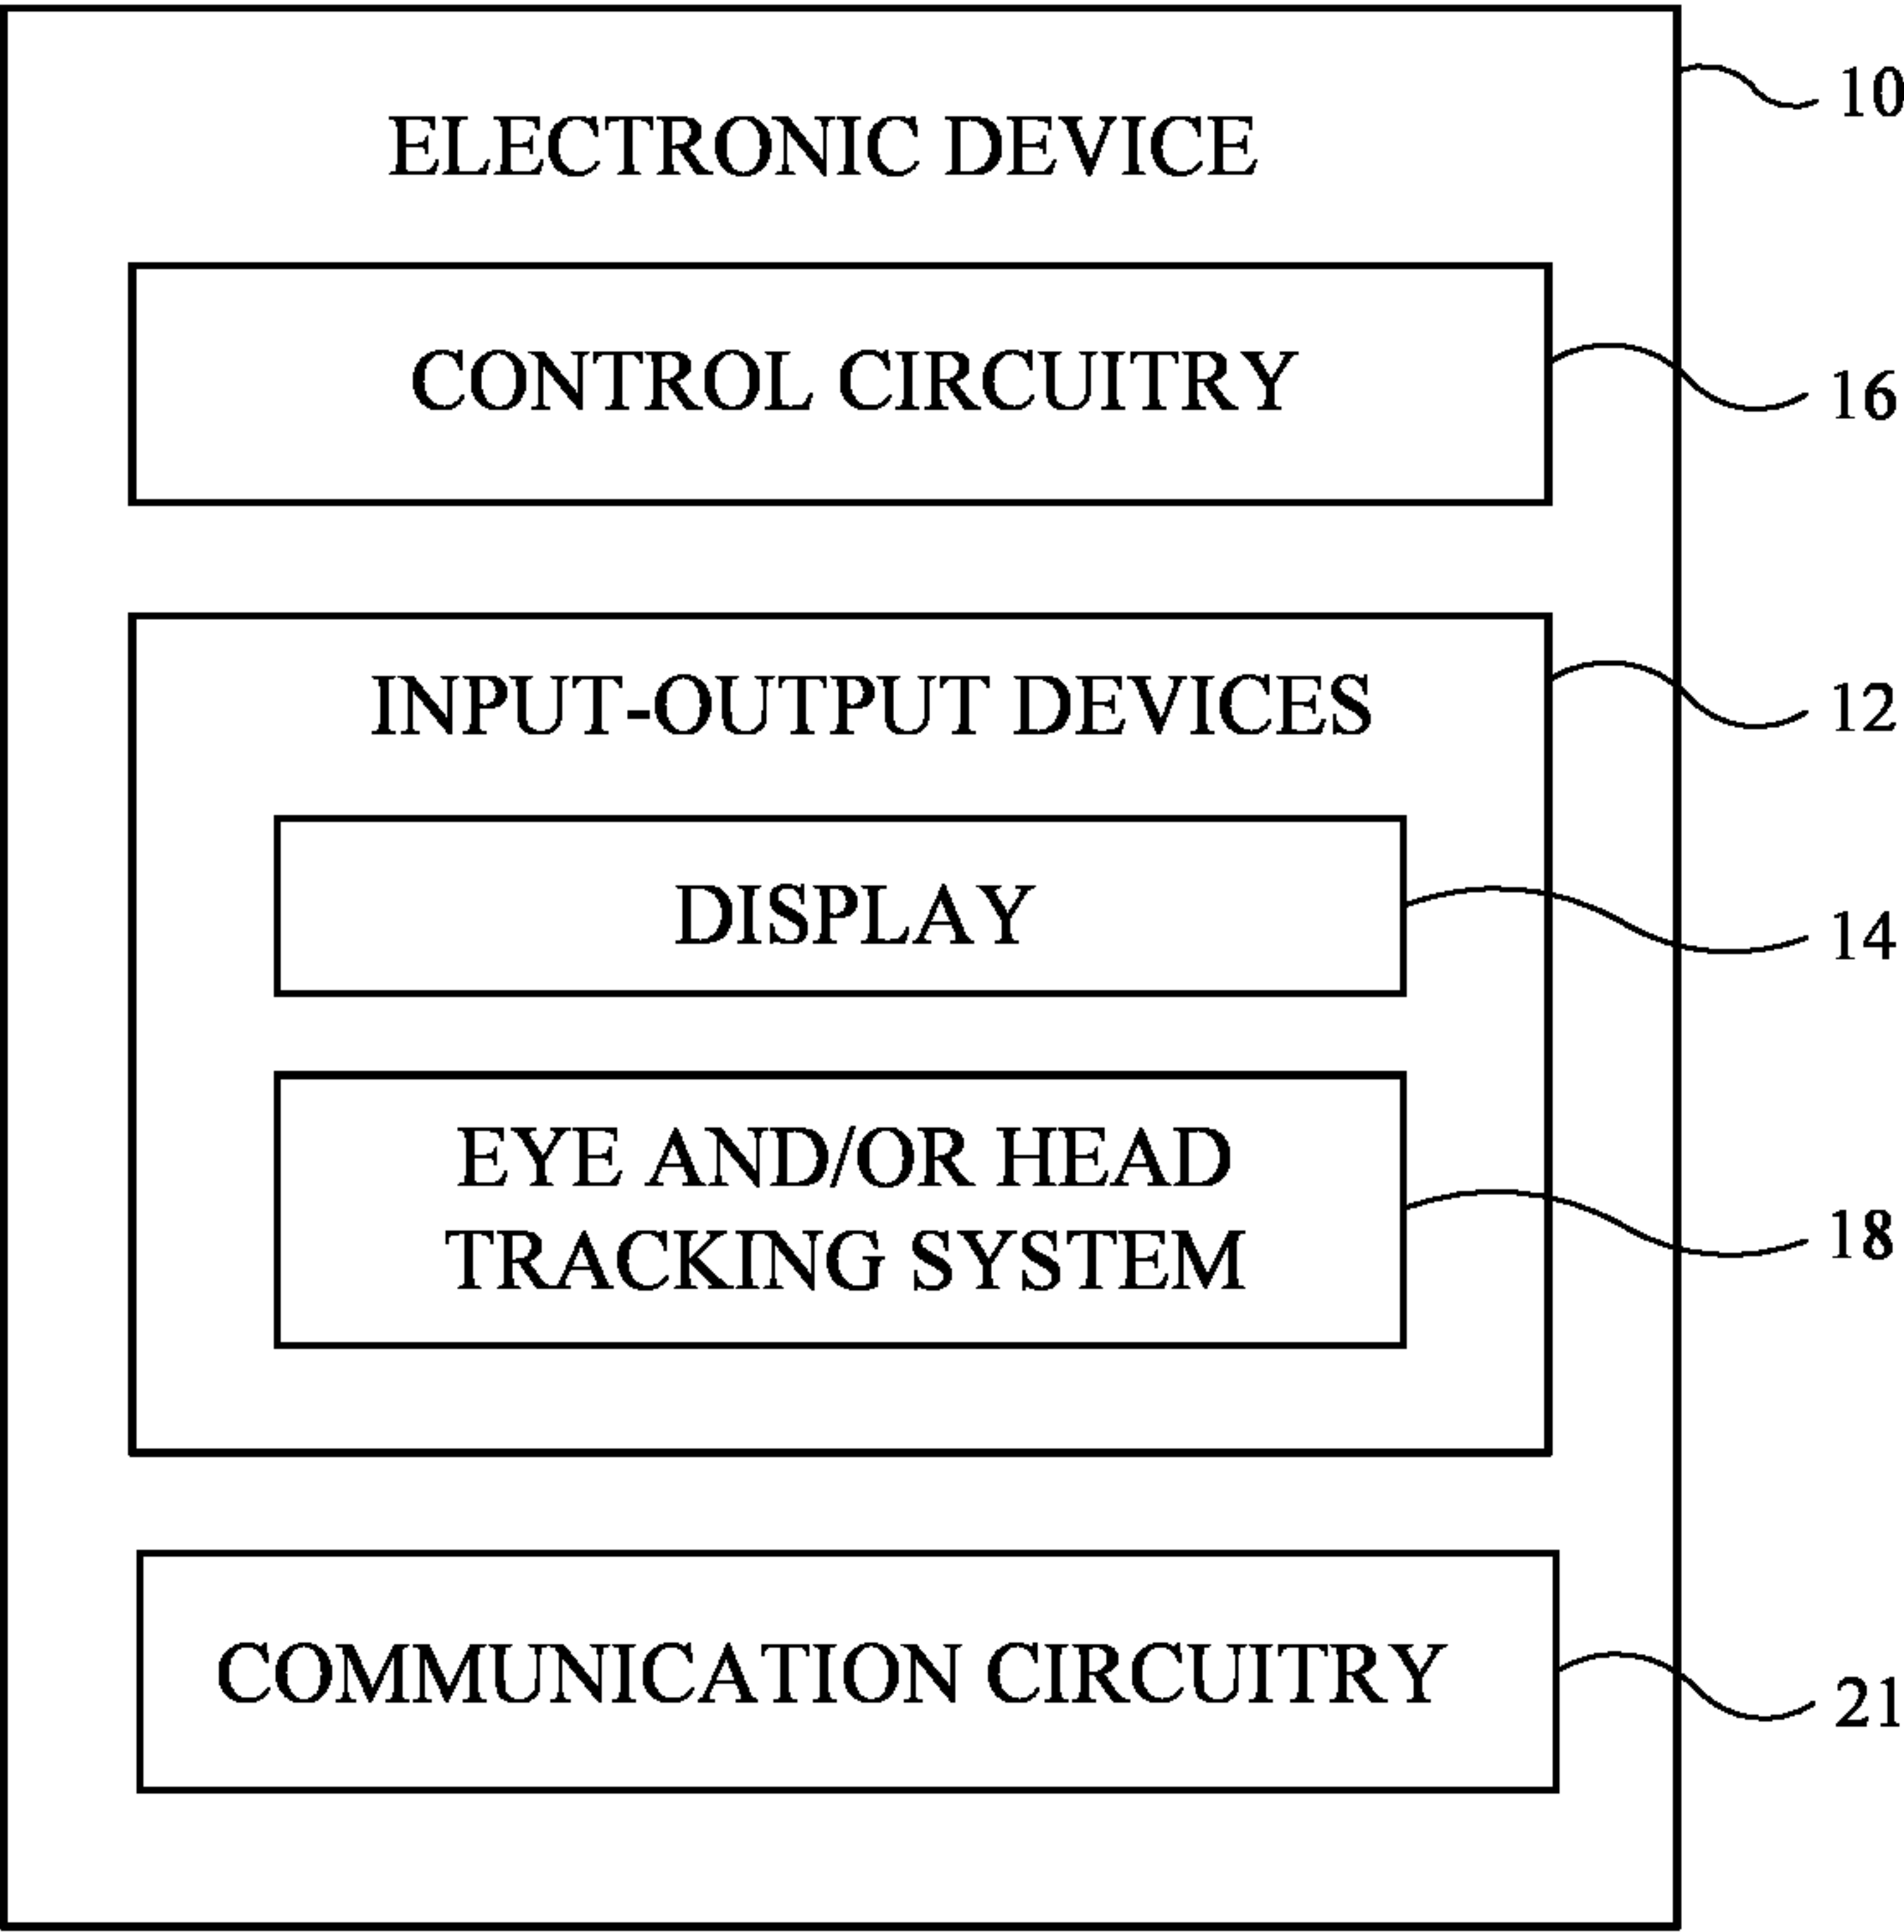 ELECTRONIC DEVICE
10
CONTROL CIRCUITRY
16
INPUT-OUTPUT DEVICES
12
DISPLAY
14
EYE AND/OR HEAD
TRACKING SYSTEM
18
COMMUNICATION CIRCUITRY
21